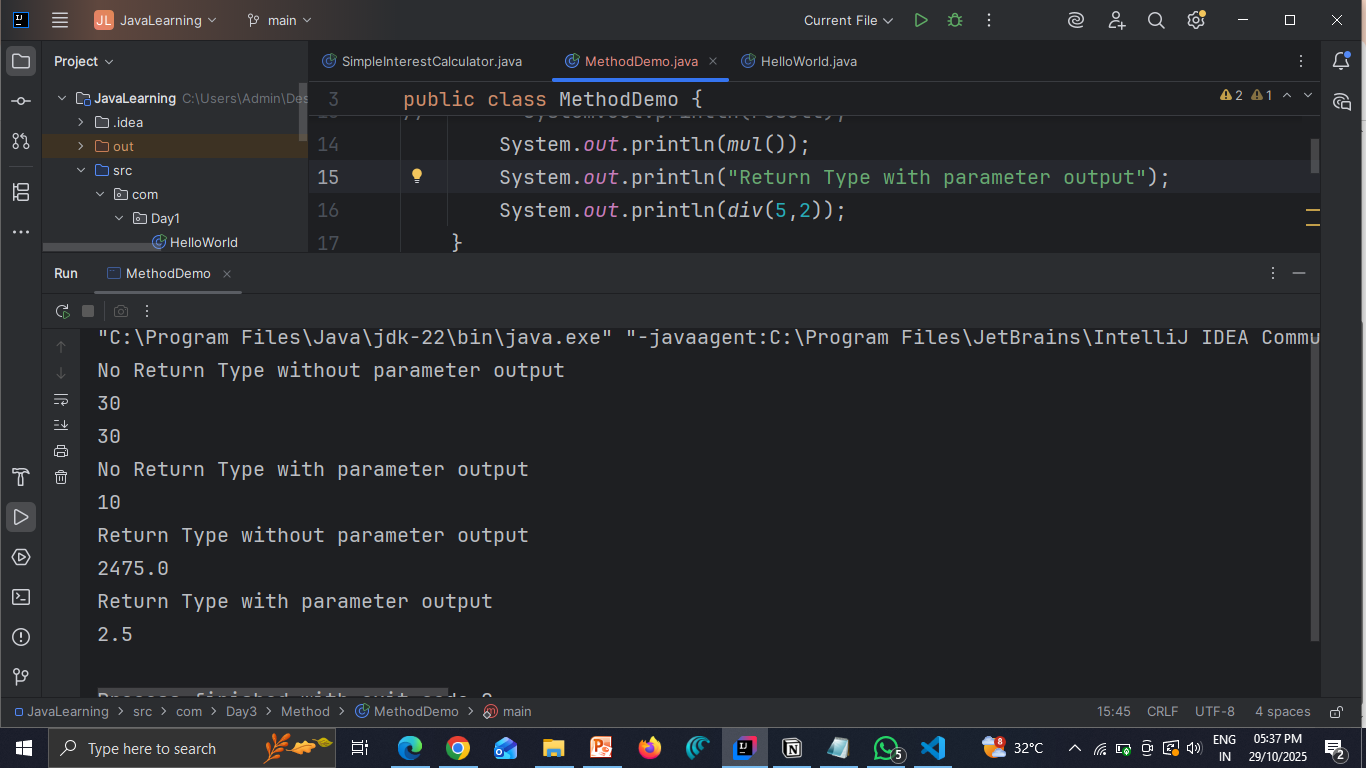 JL JavaLearning main Current File
Project
SimpleInterestCalculator.java MethodDemo.java HelloWorld.java
JavaLearning C:\Users\Admin\Des
.idea
out
src
com
Day1
HelloWorld
3 public class MethodDemo {
2 1
14 System.out.println(mul());
15 System.out.println("Return Type with parameter output");
16 System.out.println(div(5,2));
17 }
Run MethodDemo
"C:\Program Files\Java\jdk-22\bin\java.exe" "-javaagent:C:\Program Files\JetBrains\IntelliJ IDEA Commu
No Return Type without parameter output
30
30
No Return Type with parameter output
10
Return Type without parameter output
2475.0
Return Type with parameter output
2.5
Process finished with exit code 0
JavaLearning > src > com > Day3 > Method > MethodDemo > main 15:45 CRLF UTF-8 4 spaces
Type here to search
5
8
32°C
ENG
IN
05:37 PM
29/10/2025
2